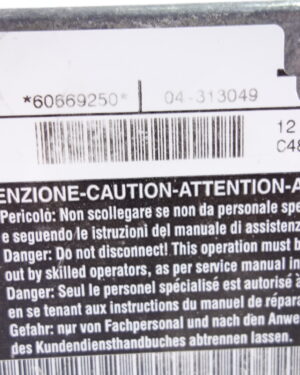 *60669250* 04-313049
12
C48
ENZIONE-CAUTION-ATTENTION-A
Pericolo: Non scollegare se non da personale spe
e seguendo le istruzioni del manuale di assistenz
Danger: Do not disconnect! This operation must b
out by skilled operators, as per service manual in
Danger: Seul le personel spécialisé est autorisé à
en se tenant aux instructions du manuel de répar
Gefahr: nur von Fachpersonal und nach den Anwe
des Kundendiensthandbuches abtrennen lassen.